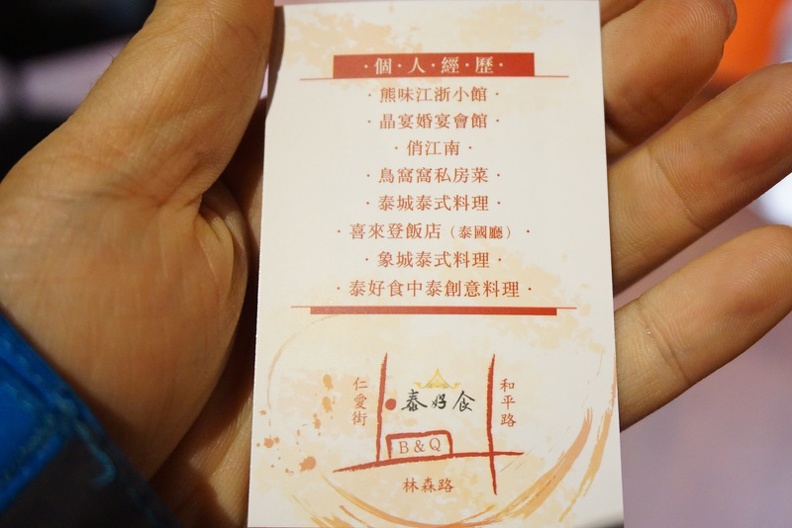 ·個·人·經·歷·
·熊味江浙小館·
·晶宴婚宴會館·
·俏江南·
·鳥窩窩私房菜·
·泰城泰式料理·
·喜來登飯店（泰國廳）·
·象城泰式料理·
·泰好食中泰創意料理·
仁愛街
泰好食
和平路
B&Q
林森路